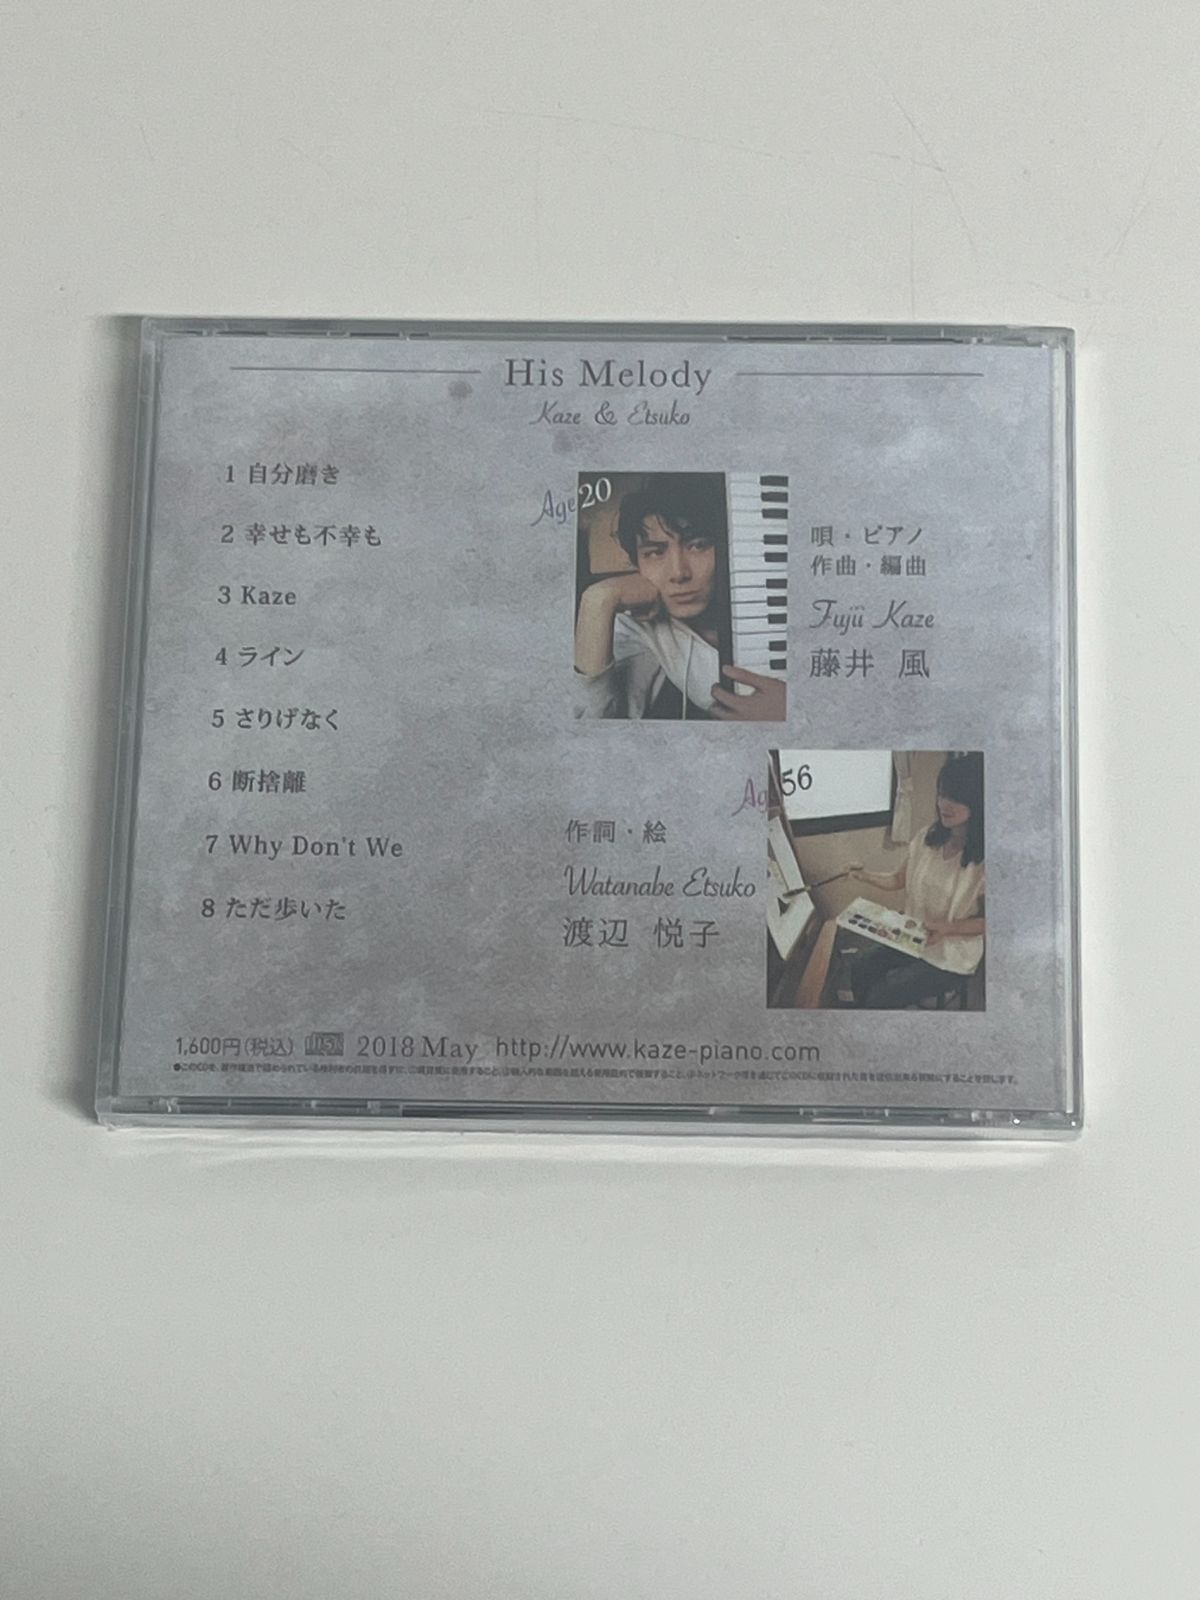 His Melody
Kaze & Etsuko
1 自分磨き
2 幸せも不幸も
3 Kaze
4 ライン
5 さりげなく
6 断捨離
7 Why Don't We
8 ただ歩いた
Age 20
唄・ピアノ
作曲・編曲
Fujii Kaze
藤井 風
Age 56
作詞・絵
Watanabe Etsuko
渡辺 悦子
1,600円(税込) 2018 May http://www.kaze-piano.com